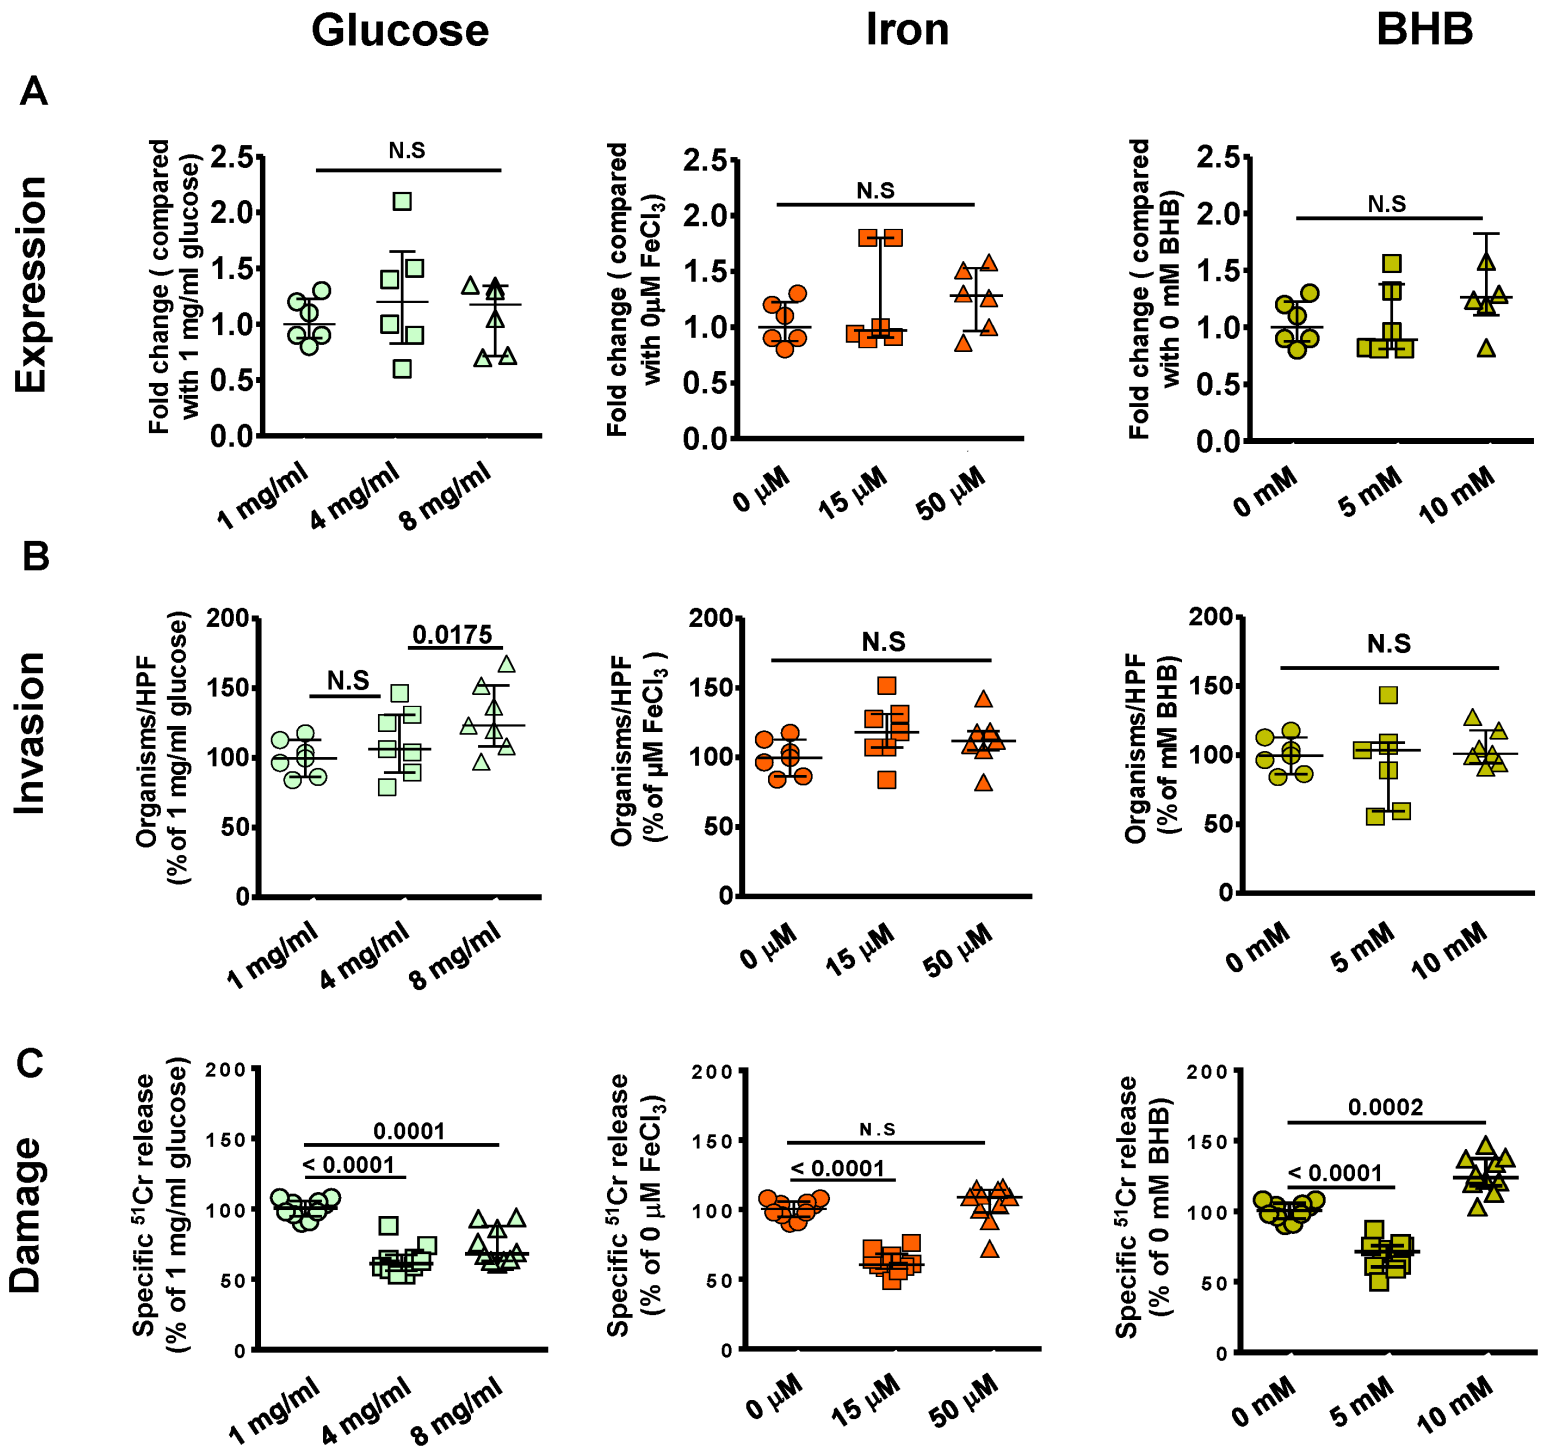 Glucose
Iron
BHB
A
Expression
Fold change ( compared
with 1 mg/ml glucose)
2.5
2.0
1.5
1.0
0.5
0.0
N.S
1 mg/ml
4 mg/ml
8 mg/ml
Fold change ( compared
with 0µM FeCl3)
2.5
2.0
1.5
1.0
0.5
0.0
N.S
0 µM
15 µM
50 µM
Fold change ( compared
with 0 mM BHB)
2.5
2.0
1.5
1.0
0.5
0.0
N.S
0 mM
5 mM
10 mM
B
Invasion
Organisms/HPF
(% of 1 mg/ml glucose)
200
150
100
50
0
N.S
0.0175
1 mg/ml
4 mg/ml
8 mg/ml
Organisms/HPF
(% of µM FeCl3 )
200
150
100
50
0
N.S
0 µM
15 µM
50 µM
Organisms/HPF
(% of mM BHB)
200
150
100
50
0
N.S
0 mM
5 mM
10 mM
C
Damage
Specific 51Cr release
(% of 1 mg/ml glucose)
200
150
100
50
0
0.0001
< 0.0001
1 mg/ml
4 mg/ml
8 mg/ml
Specific 51Cr release
(% of 0 µM FeCl3)
200
150
100
50
0
N.S
< 0.0001
0 µM
15 µM
50 µM
Specific 51Cr release
(% of 0 mM BHB)
200
150
100
50
0
0.0002
< 0.0001
0 mM
5 mM
10 mM